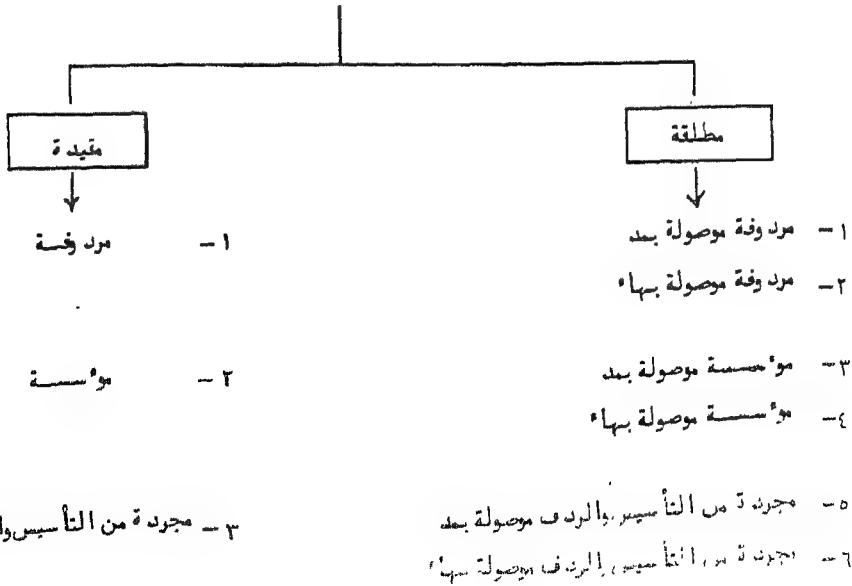 مطلقة
١ - مردوفة موصولة بمد
٢ - مردوفة موصولة بهاء
٣ - مؤسسة موصولة بمد
٤ - مؤسسة موصولة بهاء
٥ - مجردة من التأسيس والردف موصولة بمد
٦ - مجردة من التأسيس والردف موصولة بهاء
مقيدة
١ - مردوفة
٢ - مؤسسة
٣ - مجردة من التأسيس